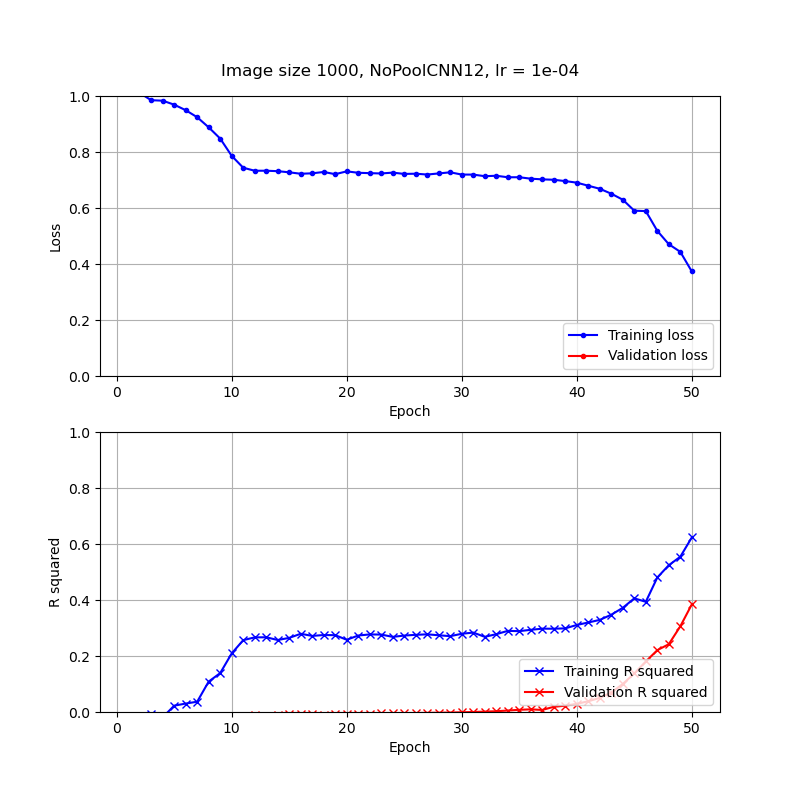 Image size 1000, NoPoolCNN12, lr = 1e-04
1.0
0.8
0.6
0.4
0.2
0.0
Loss
Training loss
Validation loss
0 10 20 30 40 50
Epoch
1.0
0.8
0.6
0.4
0.2
0.0
R squared
Training R squared
Validation R squared
0 10 20 30 40 50
Epoch